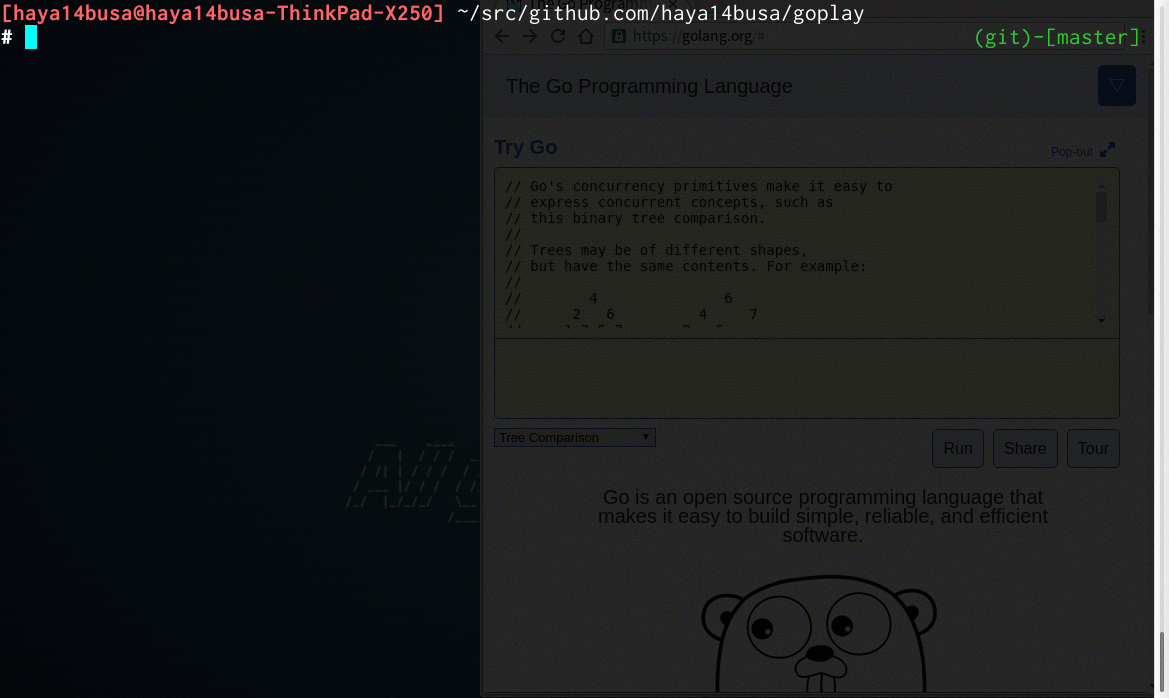 [haya14busa@haya14busa-ThinkPad-X250] ~/src/github.com/haya14busa/goplay
# (git)-[master]
https://golang.org/#
The Go Programming Language
Try Go
Pop-out
// Go's concurrency primitives make it easy to
// express concurrent concepts, such as
// this binary tree comparison.
//
// Trees may be of different shapes,
// but have the same contents. For example:
//
// 4 6
// 2 6 4 7
Tree Comparison
Run Share Tour
Go is an open source programming language that
makes it easy to build simple, reliable, and efficient
software.